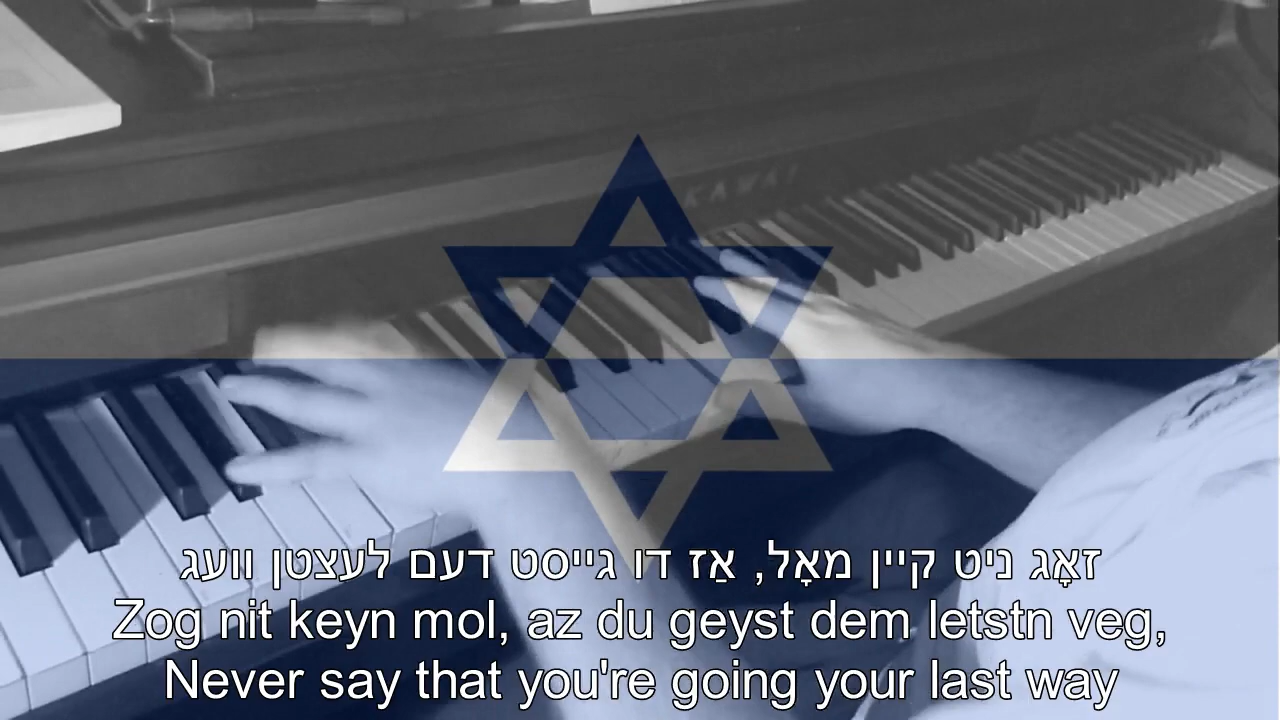 KAWAI
זאָג ניט קיין מאָל, אַז דו גייסט דעם לעצטן וועג
Zog nit keyn mol, az du geyst dem letstn veg,
Never say that you're going your last way